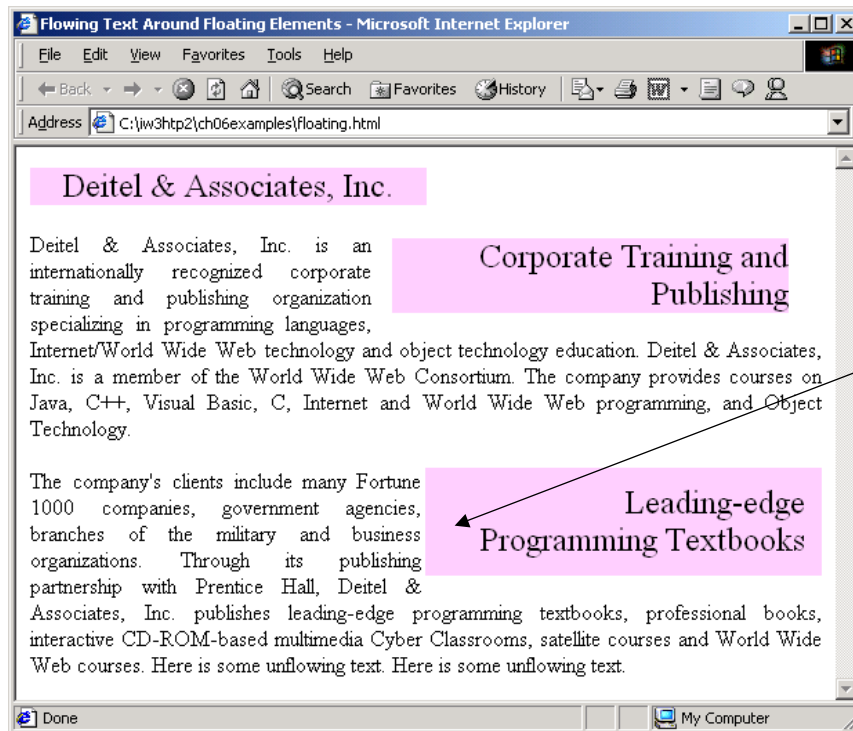 Flowing Text Around Floating Elements - Microsoft Internet Explorer
File Edit View Favorites Tools Help
Back Search Favorites History
Address C:\iw3htp2\ch06examples\floating.html
Deitel & Associates, Inc.
Corporate Training and
Publishing
Deitel & Associates, Inc. is an
internationally recognized corporate
training and publishing organization
specializing in programming languages,
Internet/World Wide Web technology and object technology education. Deitel & Associates,
Inc. is a member of the World Wide Web Consortium. The company provides courses on
Java, C++, Visual Basic, C, Internet and World Wide Web programming, and Object
Technology.
Leading-edge
Programming Textbooks
The company's clients include many Fortune
1000 companies, government agencies,
branches of the military and business
organizations. Through its publishing
partnership with Prentice Hall, Deitel &
Associates, Inc. publishes leading-edge programming textbooks, professional books,
interactive CD-ROM-based multimedia Cyber Classrooms, satellite courses and World Wide
Web courses. Here is some unflowing text. Here is some unflowing text.
Done My Computer